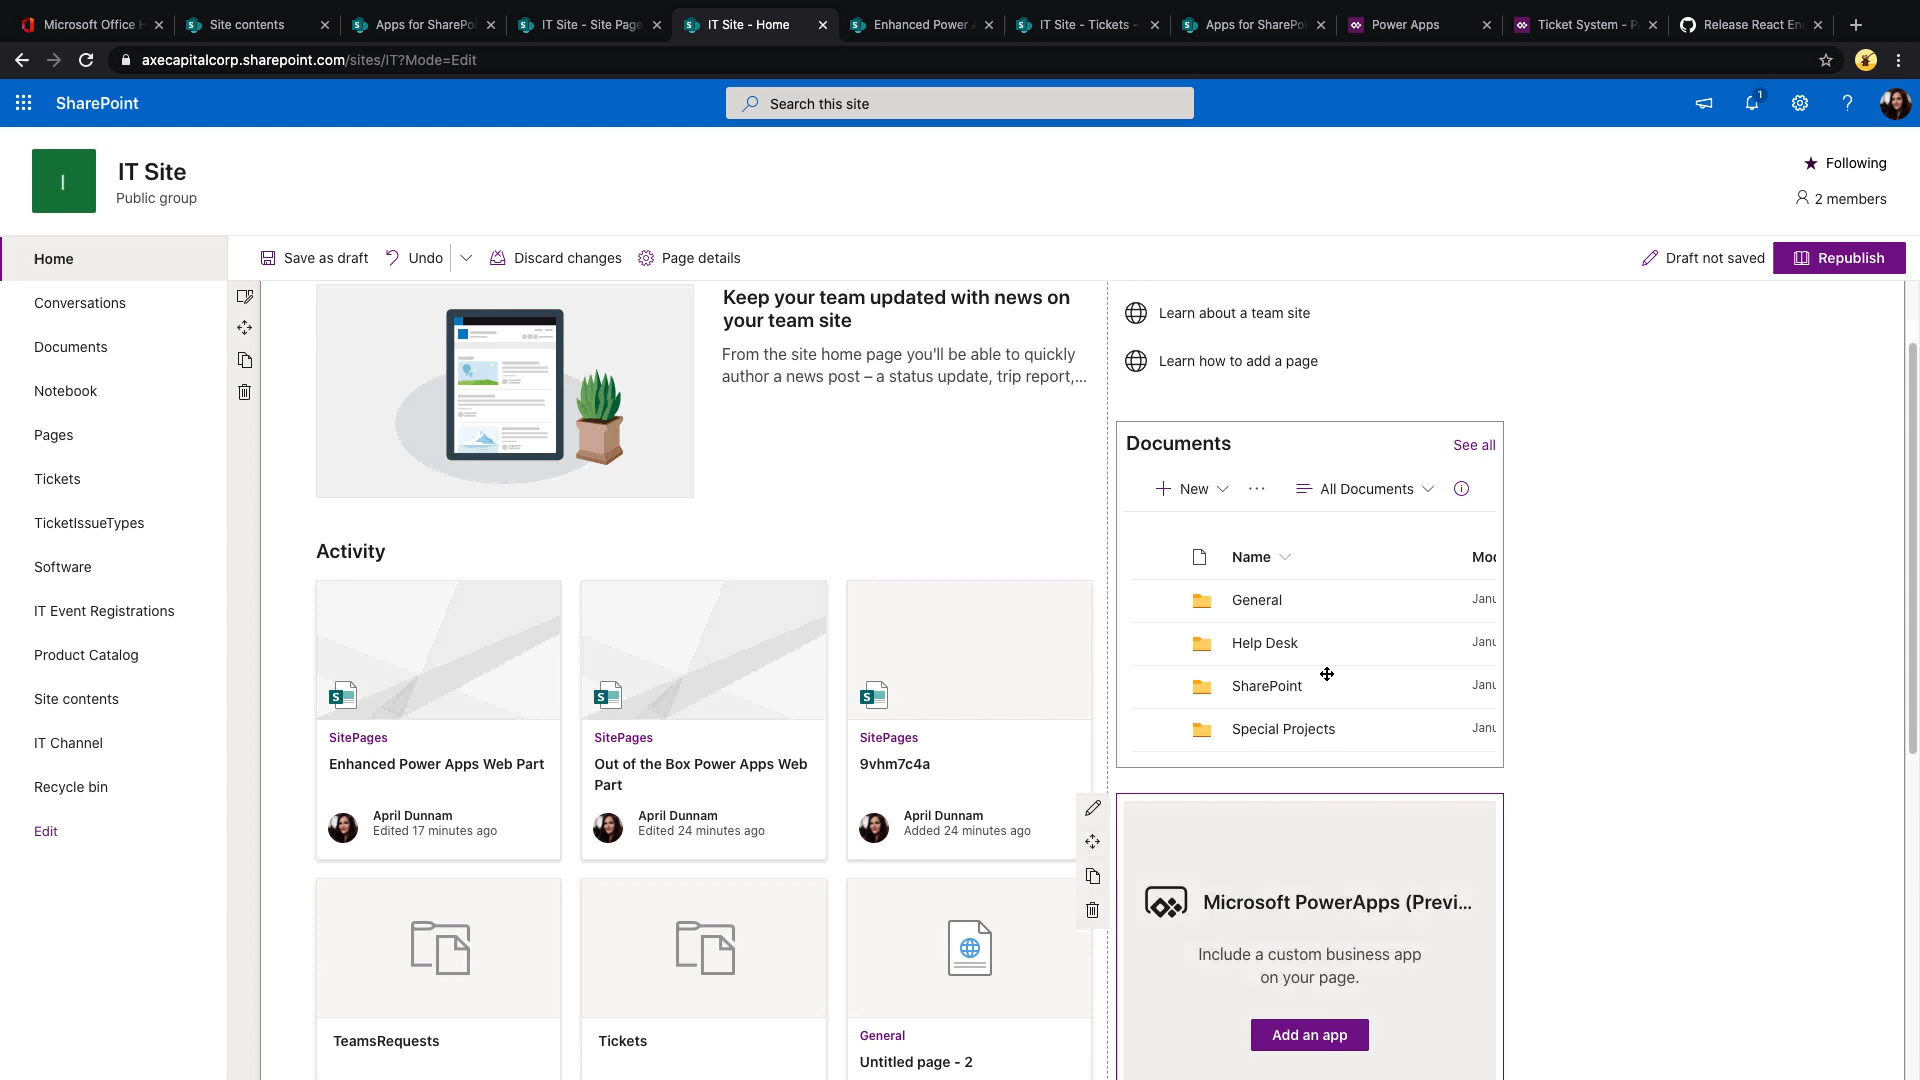 Microsoft Office H
Site contents
Apps for SharePoi
IT Site - Site Page
IT Site - Home
Enhanced Power A
IT Site - Tickets -
Apps for SharePoi
Power Apps
Ticket System - P
Release React En
axecapitalcorp.sharepoint.com/sites/IT?Mode=Edit
SharePoint
Search this site
1
?
I
IT Site
Public group
Following
2 members
Home
Save as draft
Undo
Discard changes
Page details
Draft not saved
Republish
Conversations
Documents
Notebook
Pages
Tickets
TicketIssueTypes
Software
IT Event Registrations
Product Catalog
Site contents
IT Channel
Recycle bin
Edit
Keep your team updated with news on
your team site
From the site home page you'll be able to quickly
author a news post – a status update, trip report,...
Activity
SitePages
Enhanced Power Apps Web Part
April Dunnam
Edited 17 minutes ago
SitePages
Out of the Box Power Apps Web
Part
April Dunnam
Edited 24 minutes ago
SitePages
9vhm7c4a
April Dunnam
Added 24 minutes ago
TeamsRequests
Tickets
General
Untitled page - 2
Learn about a team site
Learn how to add a page
Documents
See all
New
All Documents
Name
Mod
General
Janu
Help Desk
Janu
SharePoint
Janu
Special Projects
Janu
Microsoft PowerApps (Previ...
Include a custom business app
on your page.
Add an app